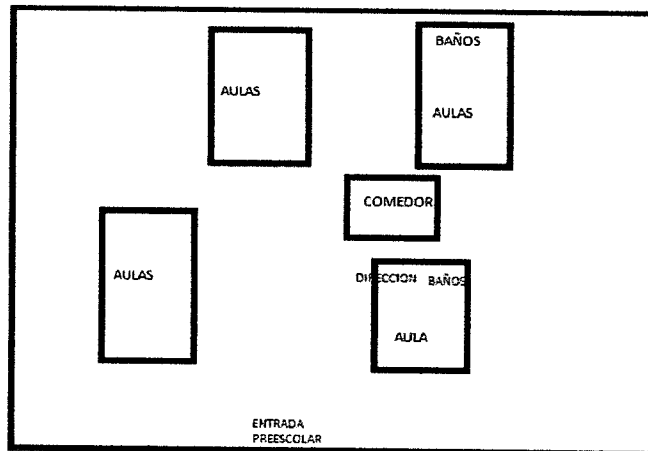 BAÑOS
AULAS
AULAS
COMEDOR
AULAS
DIRECCION BAÑOS
AULA
ENTRADA
PREESCOLAR